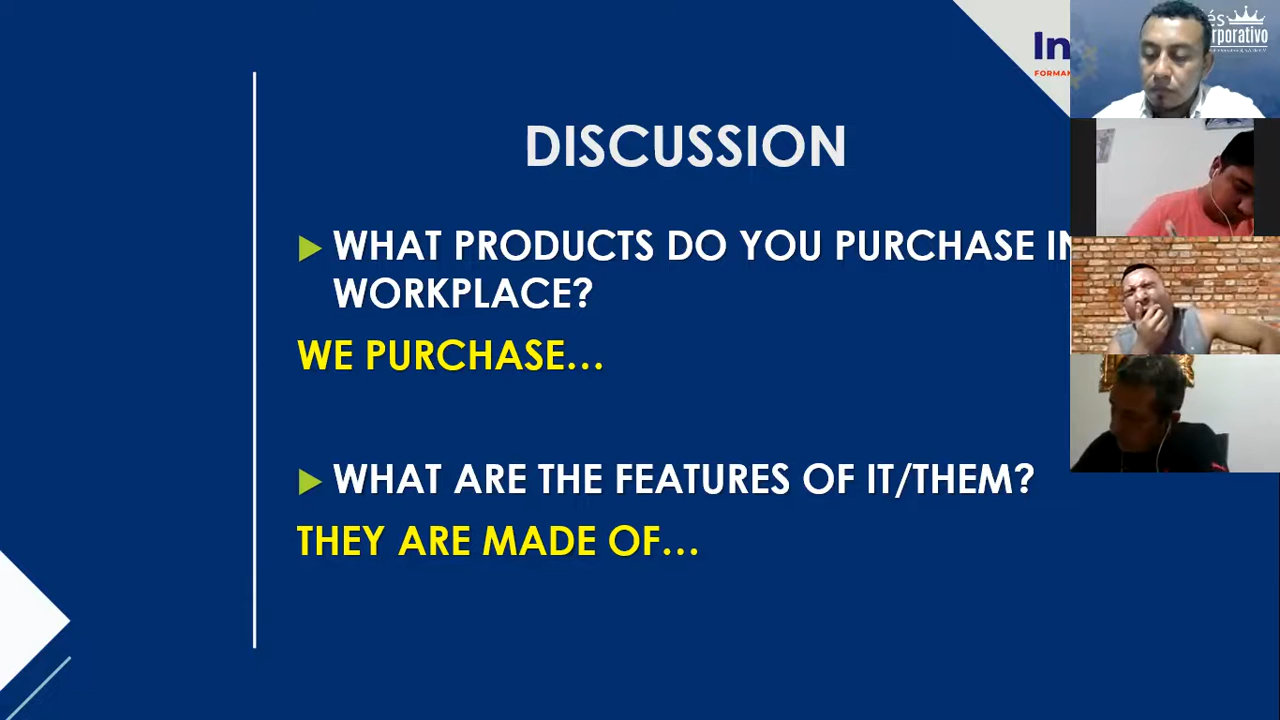 DISCUSSION
WHAT PRODUCTS DO YOU PURCHASE IN
WORKPLACE?
WE PURCHASE…
WHAT ARE THE FEATURES OF IT/THEM?
THEY ARE MADE OF…